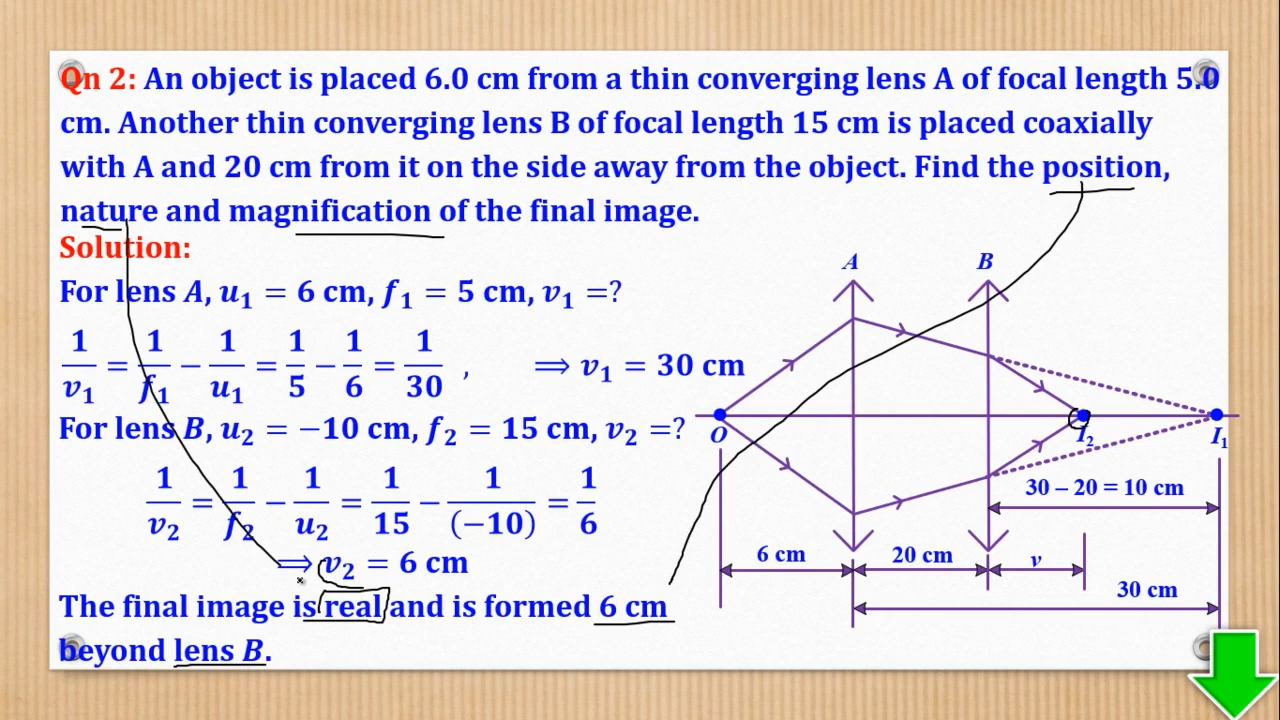 Qn 2: An object is placed 6.0 cm from a thin converging lens A of focal length 5.0
cm. Another thin converging lens B of focal length 15 cm is placed coaxially
with A and 20 cm from it on the side away from the object. Find the position,
nature and magnification of the final image.
Solution:
For lens A, u₁ = 6 cm, f₁ = 5 cm, v₁ =?
1/v₁ = 1/f₁ − 1/u₁ = 1/5 − 1/6 = 1/30 , ⟹ v₁ = 30 cm
For lens B, u₂ = −10 cm, f₂ = 15 cm, v₂ =?
1/v₂ = 1/f₂ − 1/u₂ = 1/15 − 1/(−10) = 1/6
⟹ v₂ = 6 cm
The final image is real and is formed 6 cm
beyond lens B.
A B
O I₂ I₁
30 – 20 = 10 cm
6 cm 20 cm v
30 cm